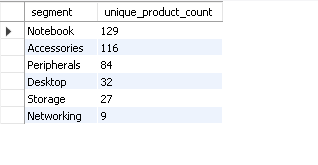 segment unique_product_count
Notebook 129
Accessories 116
Peripherals 84
Desktop 32
Storage 27
Networking 9